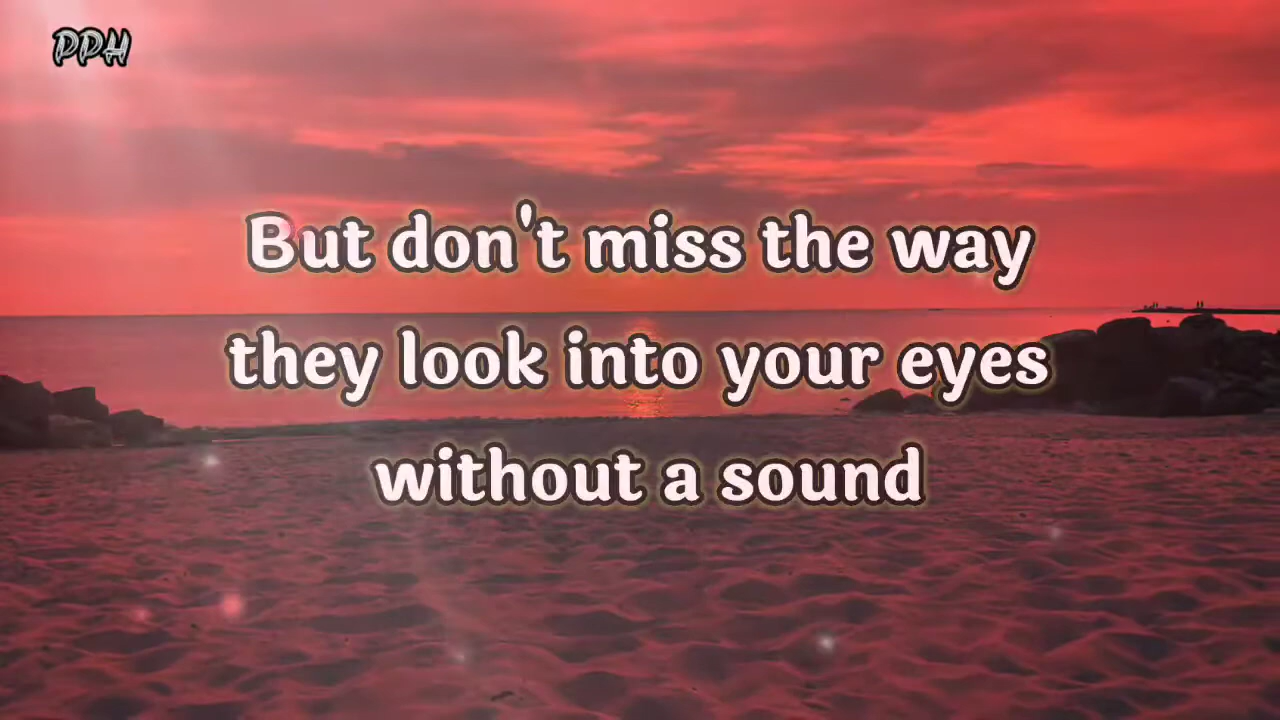 PPH
But don't miss the way
they look into your eyes
without a sound